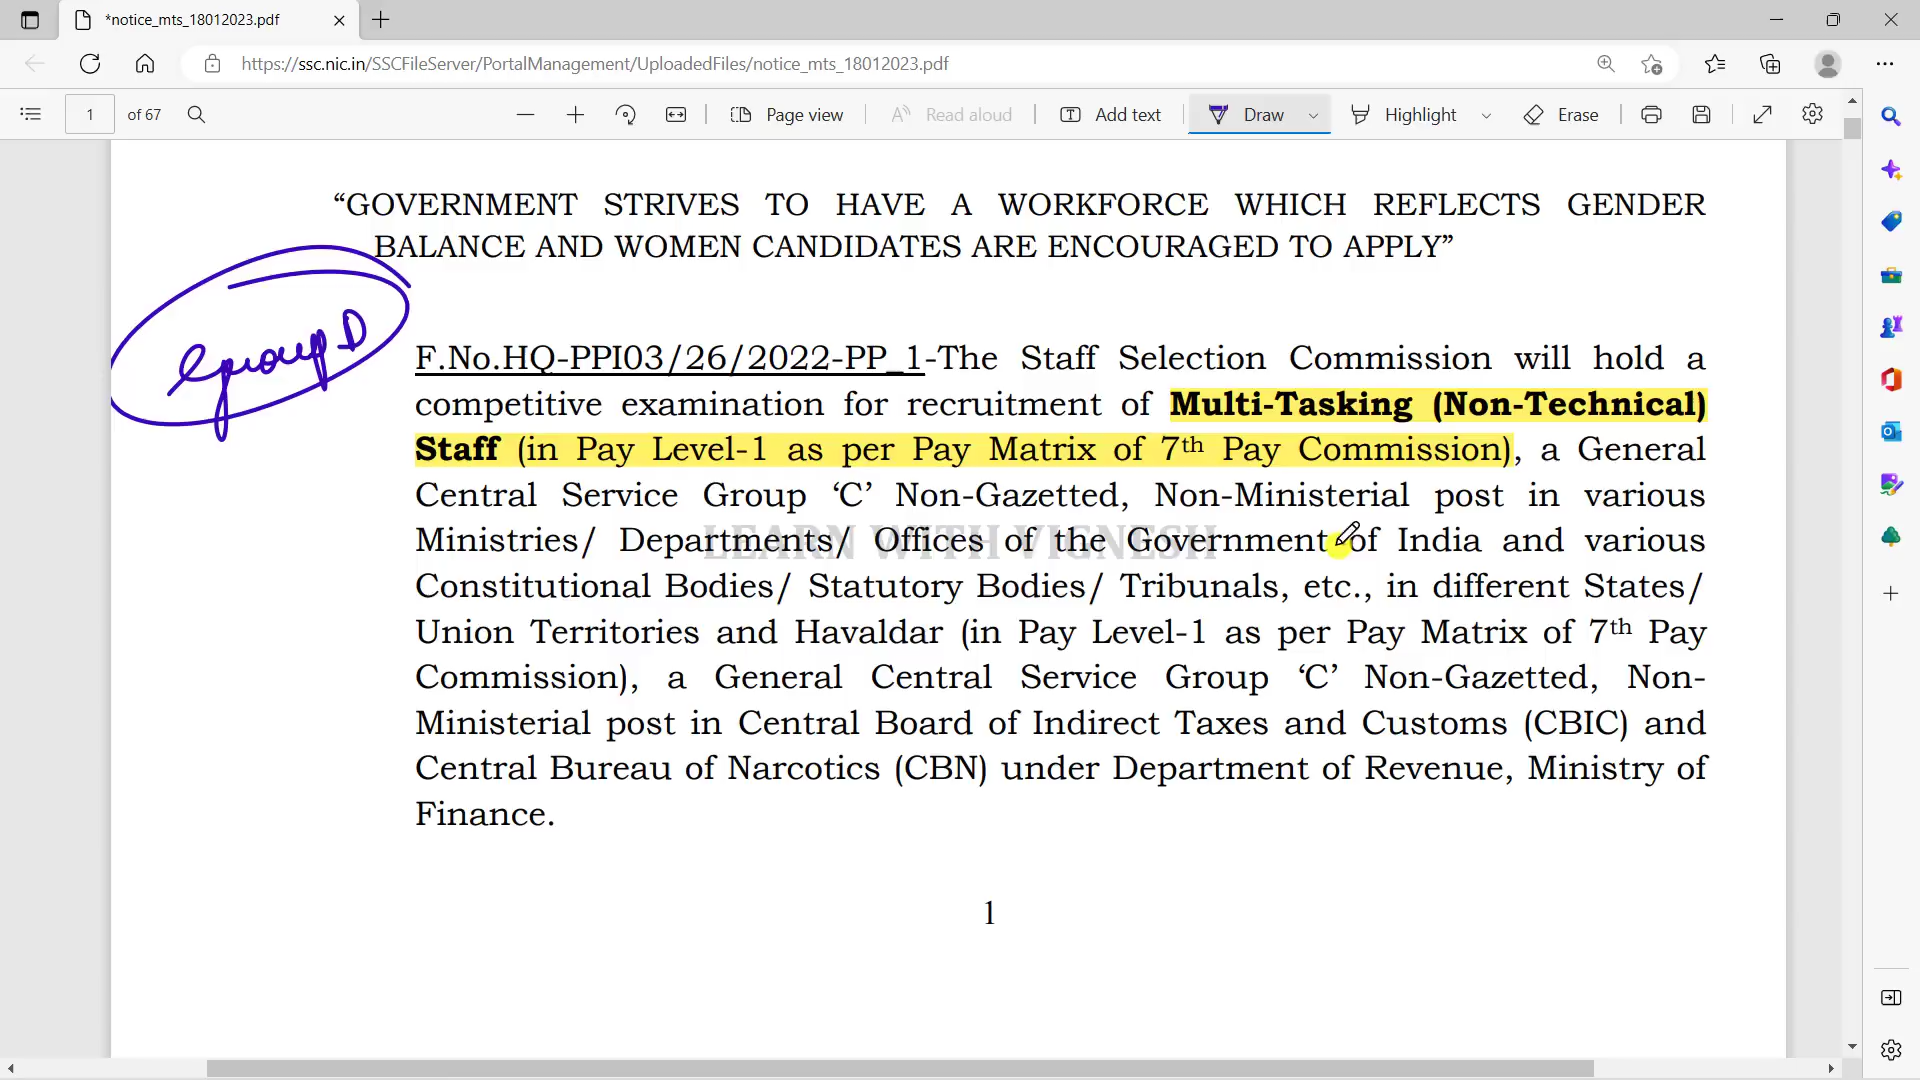 *notice_mts_18012023.pdf
https://ssc.nic.in/SSCFileServer/PortalManagement/UploadedFiles/notice_mts_18012023.pdf
1 of 67 Page view Read aloud Add text Draw Highlight Erase
“GOVERNMENT STRIVES TO HAVE A WORKFORCE WHICH REFLECTS GENDER
BALANCE AND WOMEN CANDIDATES ARE ENCOURAGED TO APPLY”
Group D
F.No.HQ-PPI03/26/2022-PP_1-The Staff Selection Commission will hold a
competitive examination for recruitment of Multi-Tasking (Non-Technical)
Staff (in Pay Level-1 as per Pay Matrix of 7th Pay Commission), a General
Central Service Group ‘C’ Non-Gazetted, Non-Ministerial post in various
Ministries/ Departments/ Offices of the Government of India and various
LEARN WITH VIGNESH
Constitutional Bodies/ Statutory Bodies/ Tribunals, etc., in different States/
Union Territories and Havaldar (in Pay Level-1 as per Pay Matrix of 7th Pay
Commission), a General Central Service Group ‘C’ Non-Gazetted, Non-
Ministerial post in Central Board of Indirect Taxes and Customs (CBIC) and
Central Bureau of Narcotics (CBN) under Department of Revenue, Ministry of
Finance.
1